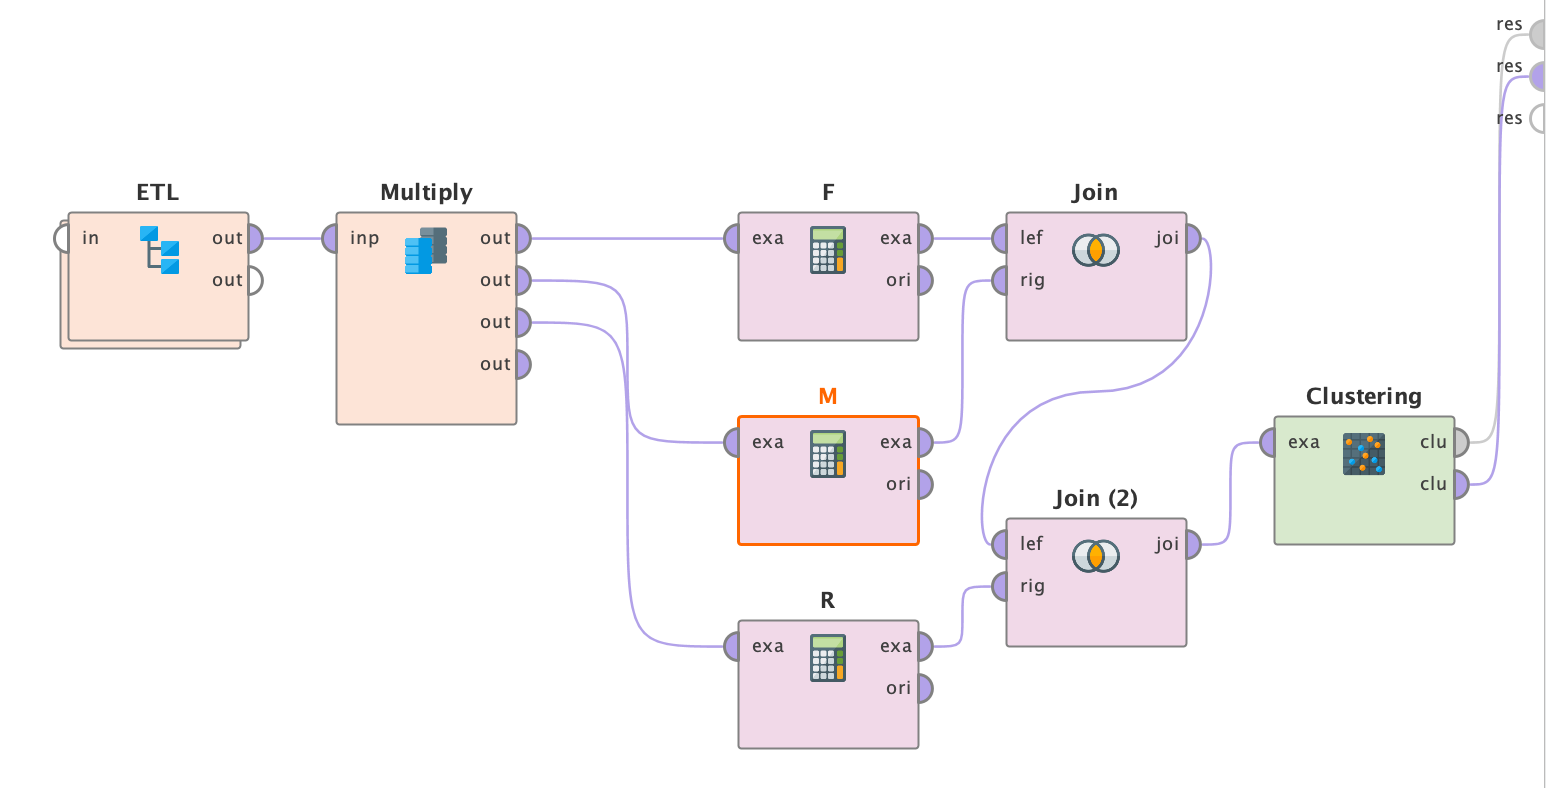 res
res
res
ETL
in
out
out
Multiply
inp
out
out
out
out
F
exa
exa
ori
Join
lef
rig
joi
M
exa
exa
ori
Clustering
exa
clu
clu
Join (2)
lef
rig
joi
R
exa
exa
ori